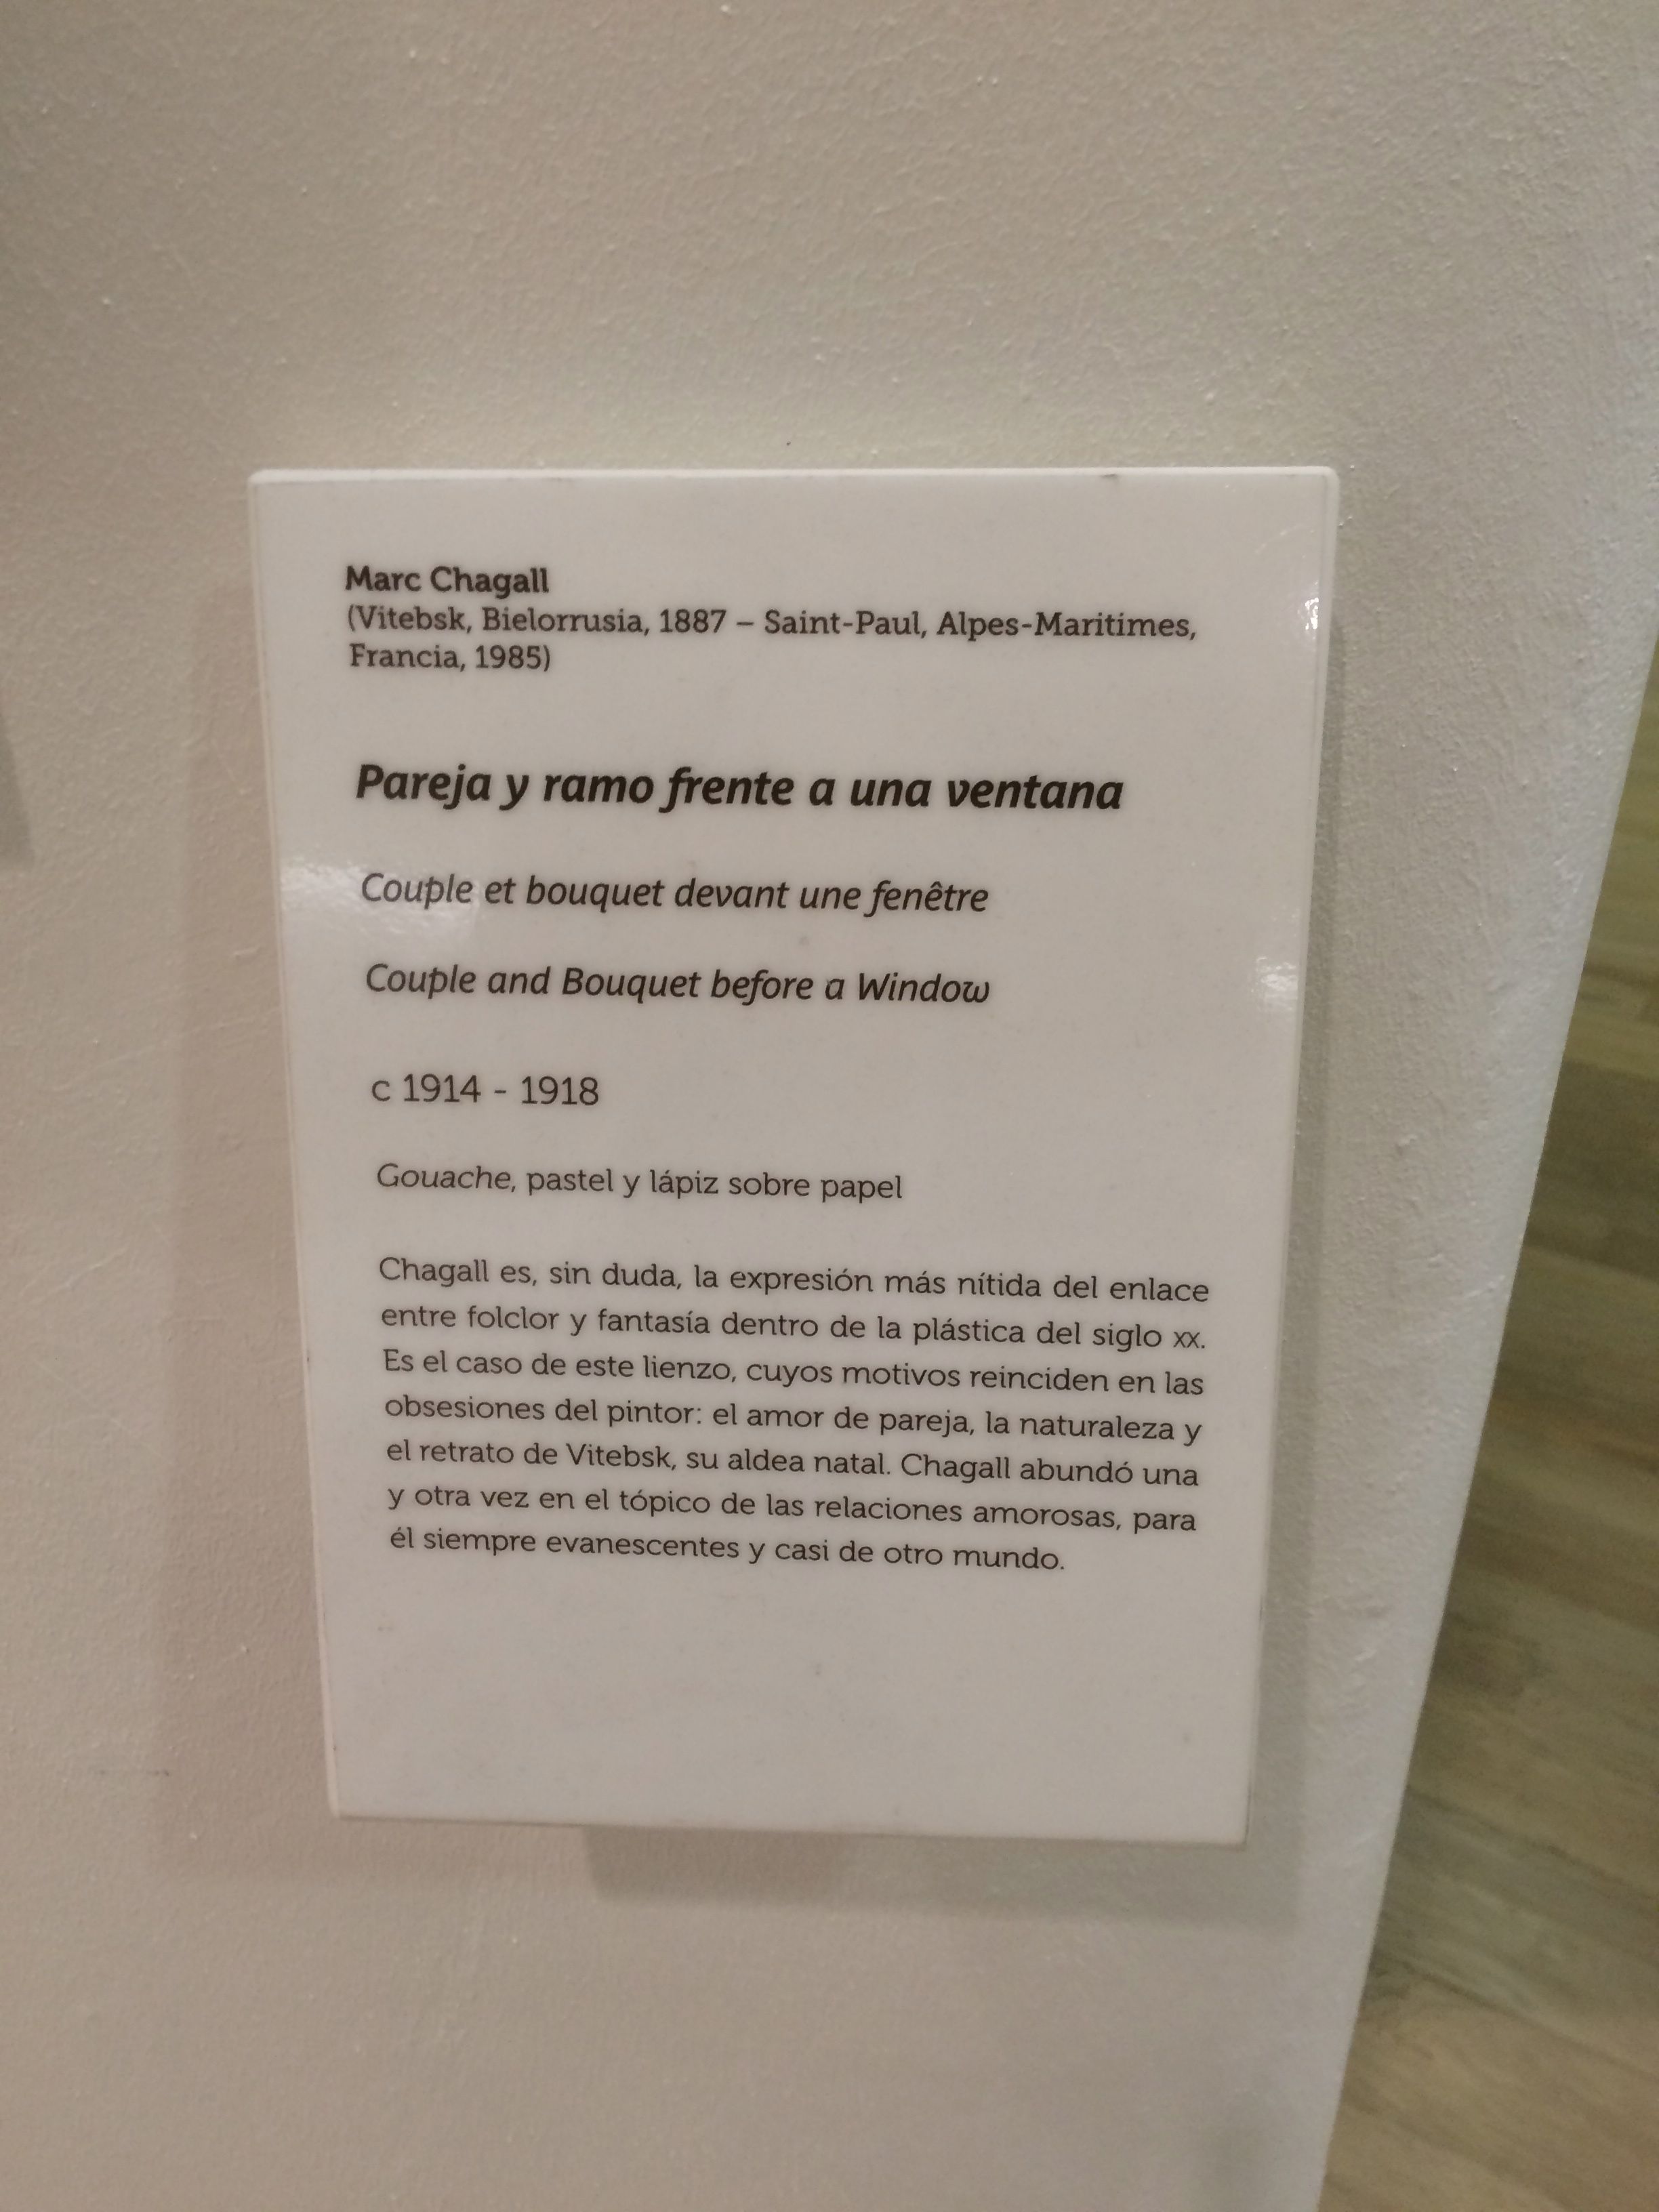 Marc Chagall
(Vitebsk, Bielorrusia, 1887 – Saint-Paul, Alpes-Maritimes,
Francia, 1985)
Pareja y ramo frente a una ventana
Couple et bouquet devant une fenêtre
Couple and Bouquet before a Window
c 1914 - 1918
Gouache, pastel y lápiz sobre papel
Chagall es, sin duda, la expresión más nítida del enlace
entre folclor y fantasía dentro de la plástica del siglo xx.
Es el caso de este lienzo, cuyos motivos reinciden en las
obsesiones del pintor: el amor de pareja, la naturaleza y
el retrato de Vitebsk, su aldea natal. Chagall abundó una
y otra vez en el tópico de las relaciones amorosas, para
él siempre evanescentes y casi de otro mundo.